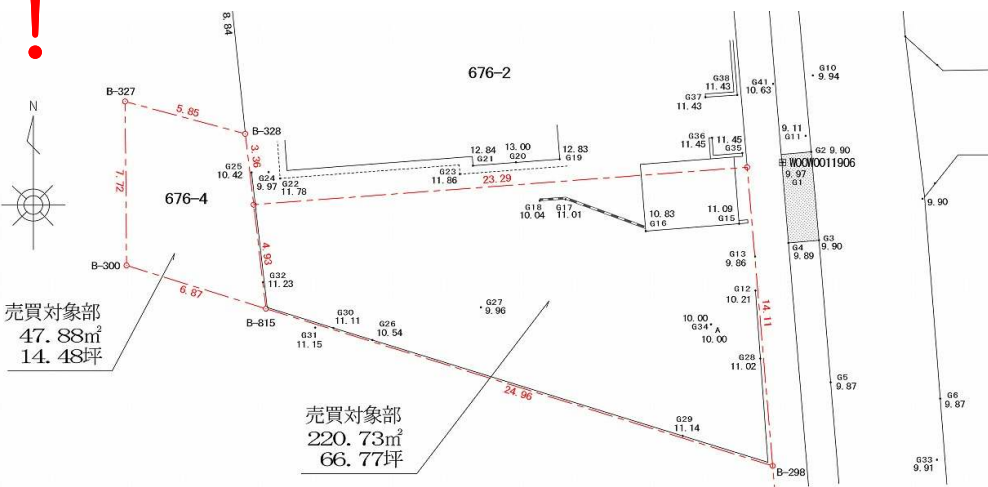 !
8.84
676-2
G10
9.94
G38
11.43
G41
10.63
G37
11.43
B-327
5.85
N
B-328
9.11
G11
G36
11.45
11.45
G35
G2 9.90
12.84
G21
13.00
G20
12.83
G19
W00W0011906
9.97
G1
3.36
G25
10.42
G24
9.97
G22
11.78
G23
11.86
23.29
7.72
676-4
G18
10.04
G17
11.01
10.83
G16
11.09
G15
9.90
4.93
G4
9.89
G3
9.90
G13
9.86
B-300
G32
11.23
6.87
G12
10.21
14.11
売買対象部
47.88㎡
14.48坪
B-815
G30
11.11
G31
11.15
G26
10.54
G27
9.96
10.00
G34
A
10.00
G28
11.02
G5
9.87
24.96
G6
9.87
売買対象部
220.73㎡
66.77坪
G29
11.14
B-298
G33
9.91